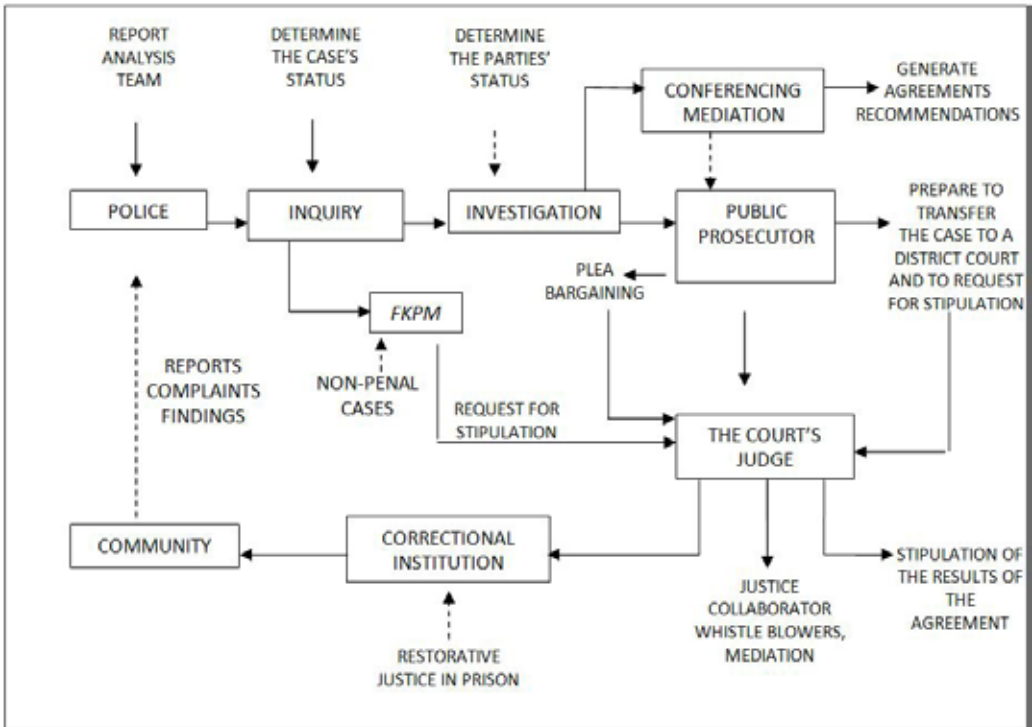 REPORT
ANALYSIS
TEAM
DETERMINE
THE CASE'S
STATUS
DETERMINE
THE PARTIES'
STATUS
CONFERENCING
MEDIATION
GENERATE
AGREEMENTS
RECOMMENDATIONS
POLICE
INQUIRY
INVESTIGATION
PUBLIC
PROSECUTOR
PREPARE TO
TRANSFER
THE CASE TO A
DISTRICT COURT
AND TO REQUEST
FOR STIPULATION
PLEA
BARGAINING
FKPM
REPORTS
COMPLAINTS
FINDINGS
NON-PENAL
CASES
REQUEST FOR
STIPULATION
THE COURT'S
JUDGE
COMMUNITY
CORRECTIONAL
INSTITUTION
STIPULATION OF
THE RESULTS OF
THE
AGREEMENT
JUSTICE
COLLABORATOR
WHISTLE BLOWERS,
MEDIATION
RESTORATIVE
JUSTICE IN PRISON